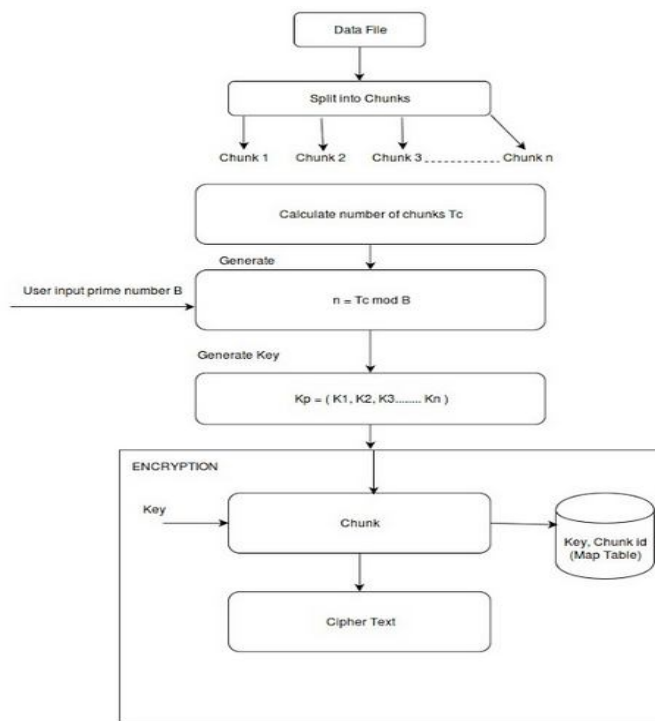 Data File
Split into Chunks
Chunk 1 Chunk 2 Chunk 3 Chunk n
Calculate number of chunks Tc
Generate
User input prime number B
n = Tc mod B
Generate Key
Kp = ( K1, K2, K3........ Kn )
ENCRYPTION
Key
Chunk
Key, Chunk id
(Map Table)
Cipher Text